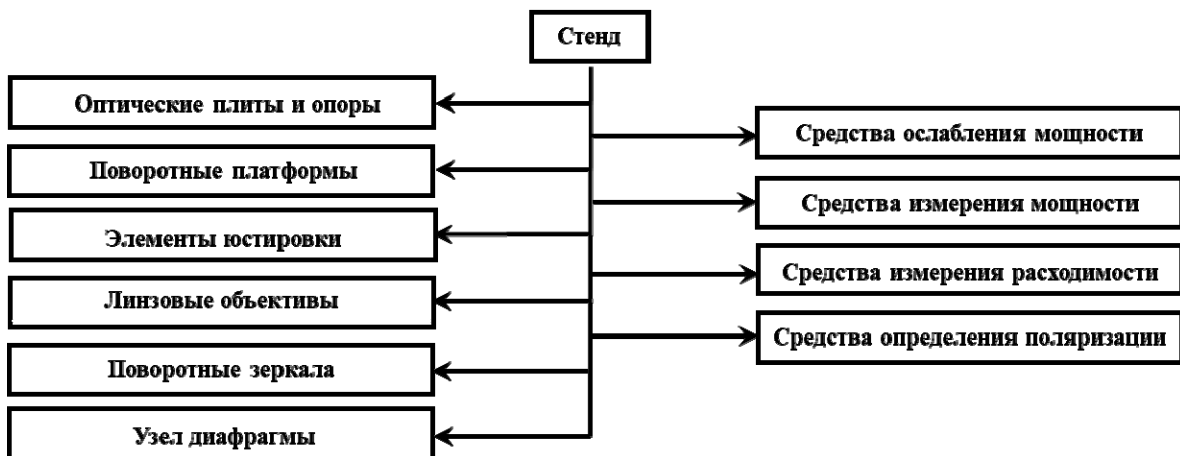 Стенд
Оптические плиты и опоры
Поворотные платформы
Элементы юстировки
Линзовые объективы
Поворотные зеркала
Узел диафрагмы
Средства ослабления мощности
Средства измерения мощности
Средства измерения расходимости
Средства определения поляризации